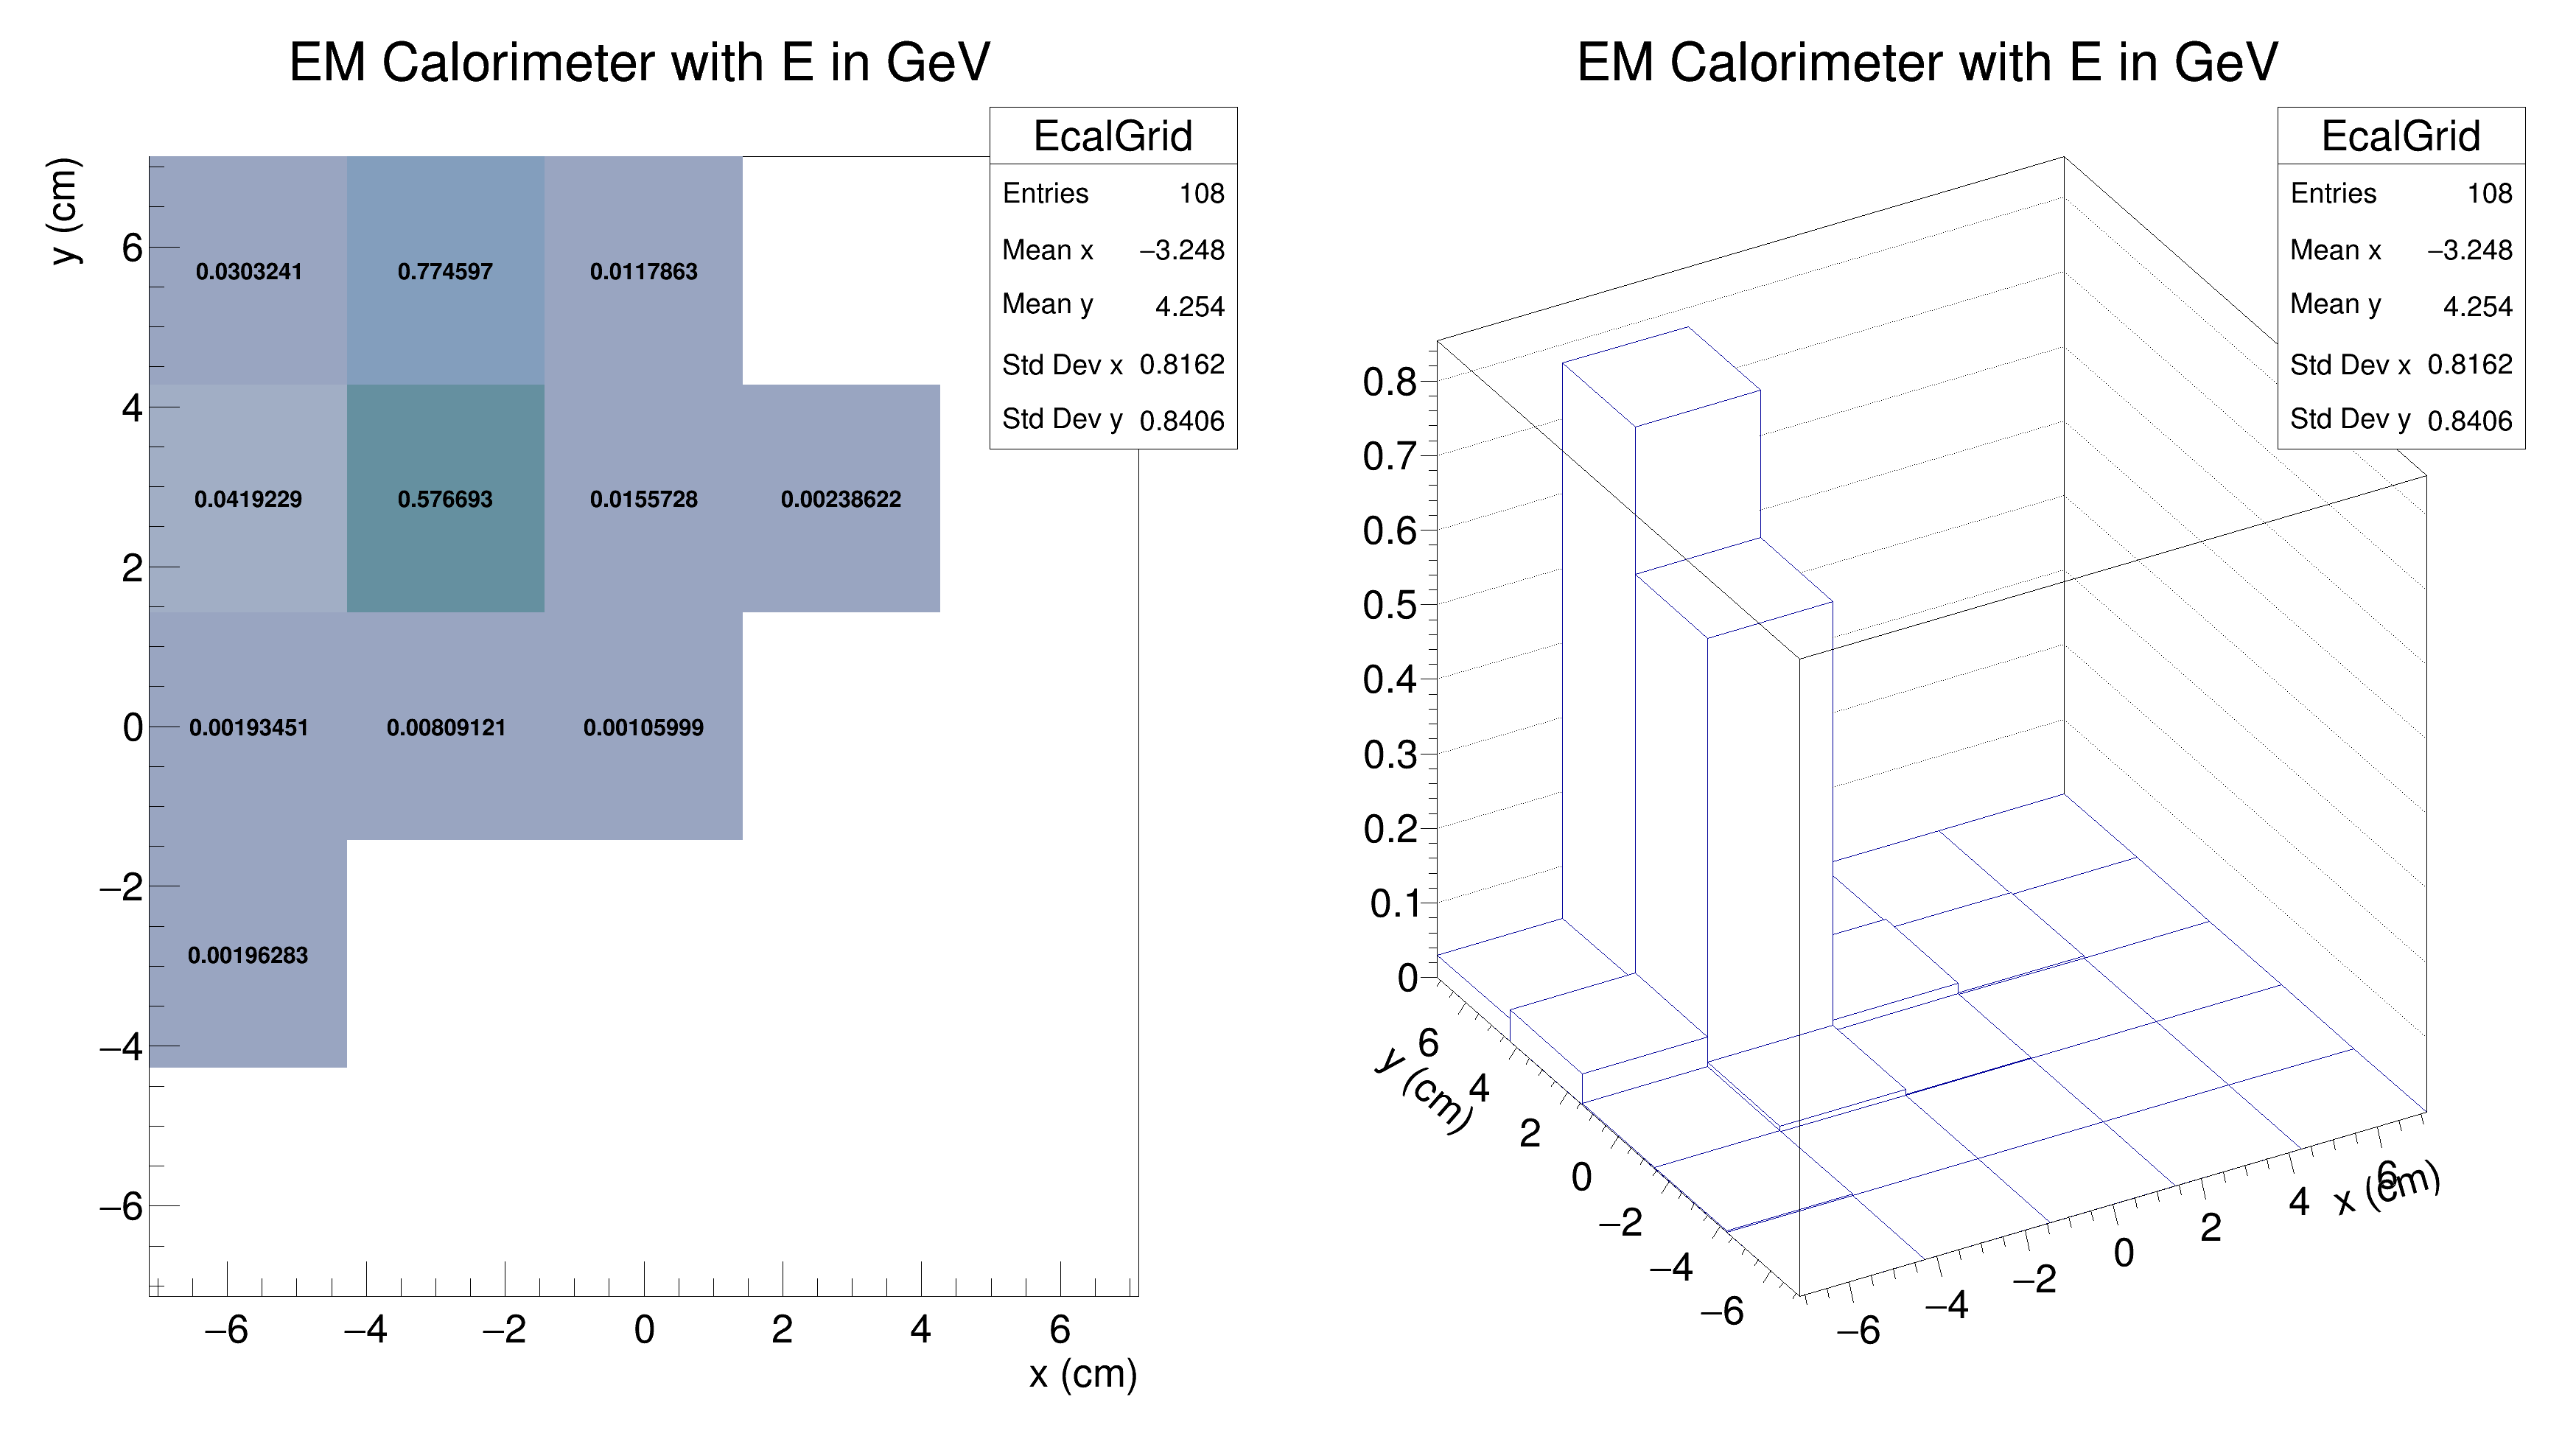 EM Calorimeter with E in GeV
EcalGrid
Entries 108
Mean x −3.248
Mean y 4.254
Std Dev x 0.8162
Std Dev y 0.8406
y (cm)
6
4
2
0
−2
−4
−6
0.0303241 0.774597 0.0117863
0.0419229 0.576693 0.0155728 0.00238622
0.00193451 0.00809121 0.00105999
0.00196283
−6 −4 −2 0 2 4 6
x (cm)
EM Calorimeter with E in GeV
EcalGrid
Entries 108
Mean x −3.248
Mean y 4.254
Std Dev x 0.8162
Std Dev y 0.8406
0.8
0.7
0.6
0.5
0.4
0.3
0.2
0.1
0
y (cm)
6
4
2
0
−2
−4
−6
−6
−4
−2
0
2
4
6
x (cm)